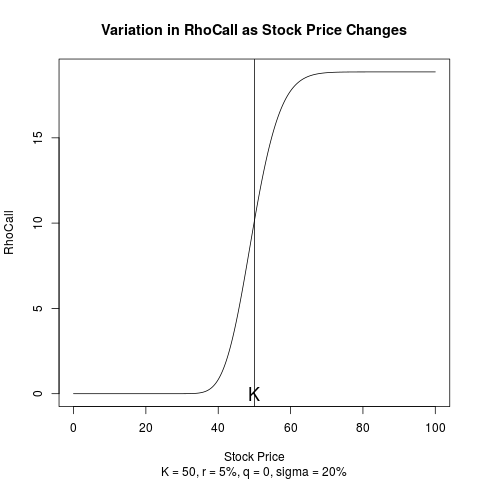 Variation in RhoCall as Stock Price Changes
RhoCall
15
10
5
0
K
0 20 40 60 80 100
Stock Price
K = 50, r = 5%, q = 0, sigma = 20%